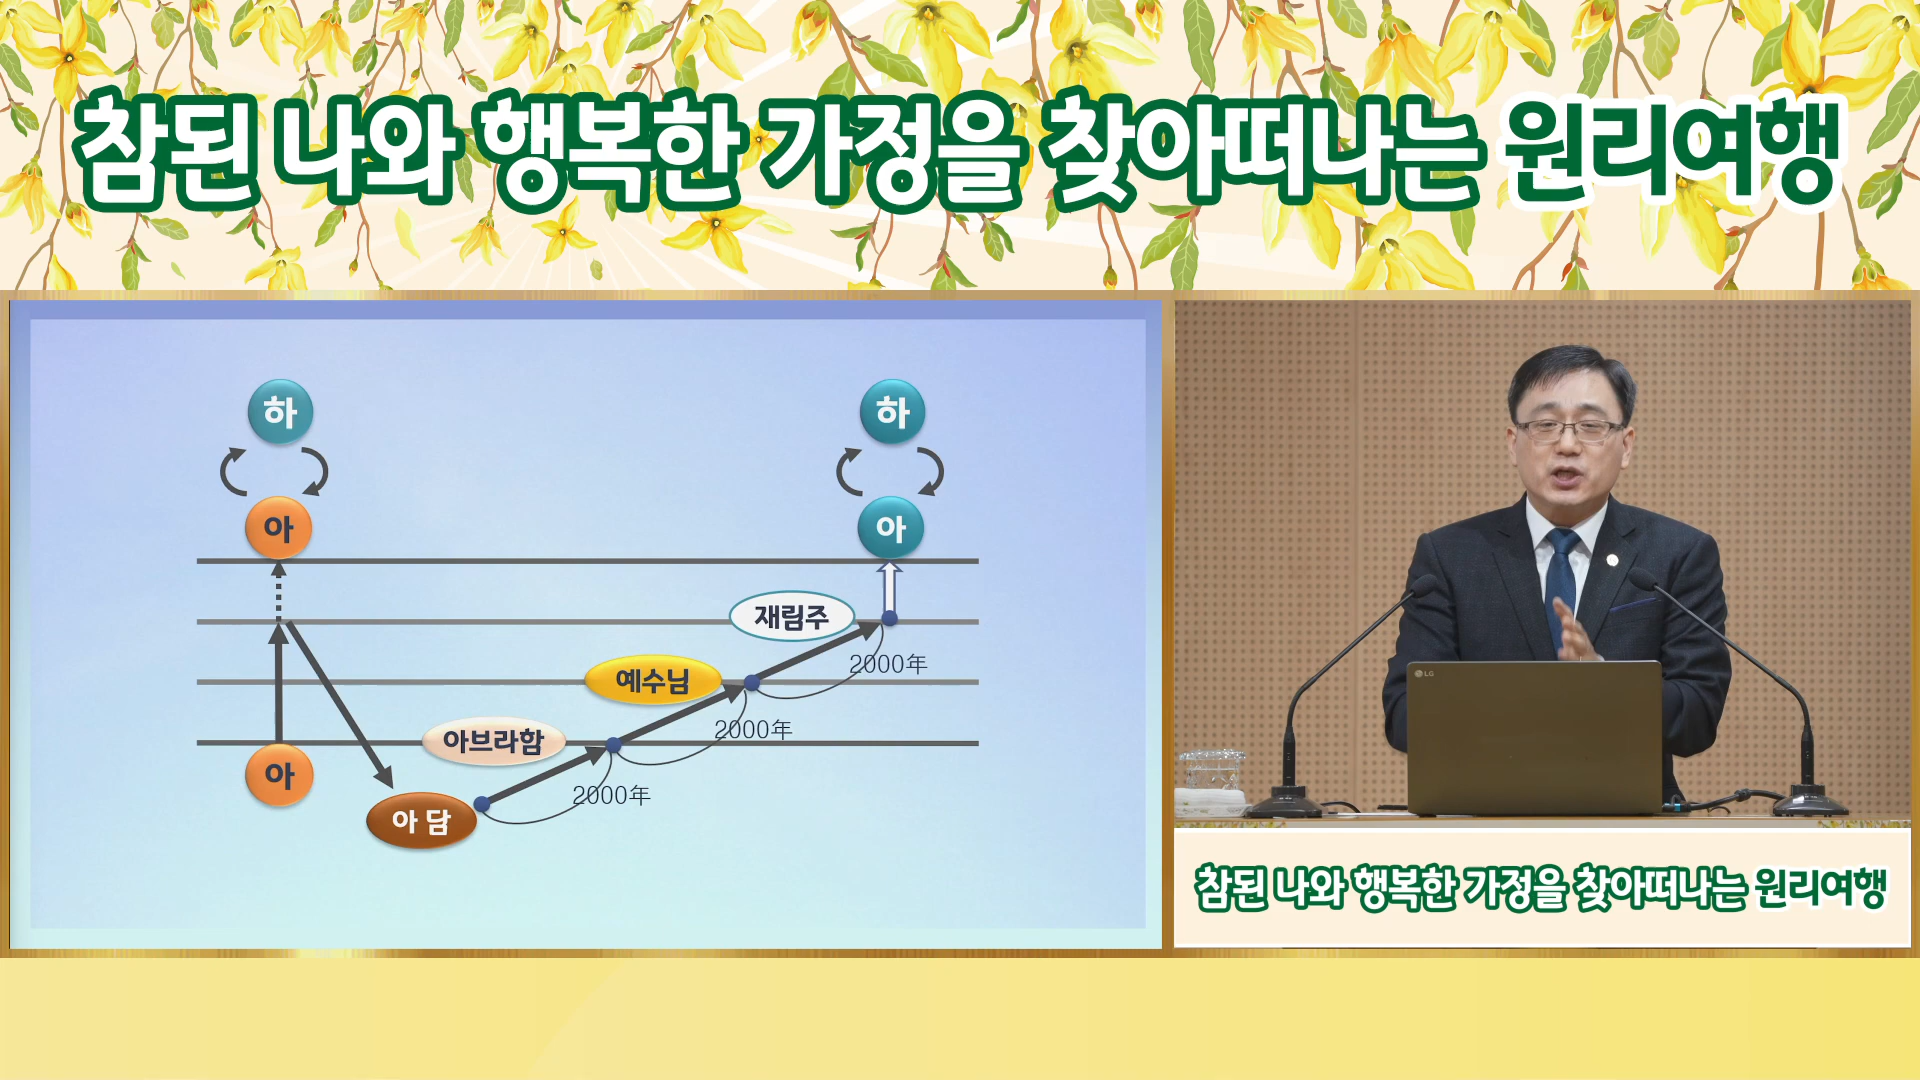 참된 나와 행복한 가정을 찾아떠나는 원리여행
하
하
아
아
재림주
2000年
예수님
2000年
아브라함
아
2000年
아 담
LG
참된 나와 행복한 가정을 찾아떠나는 원리여행